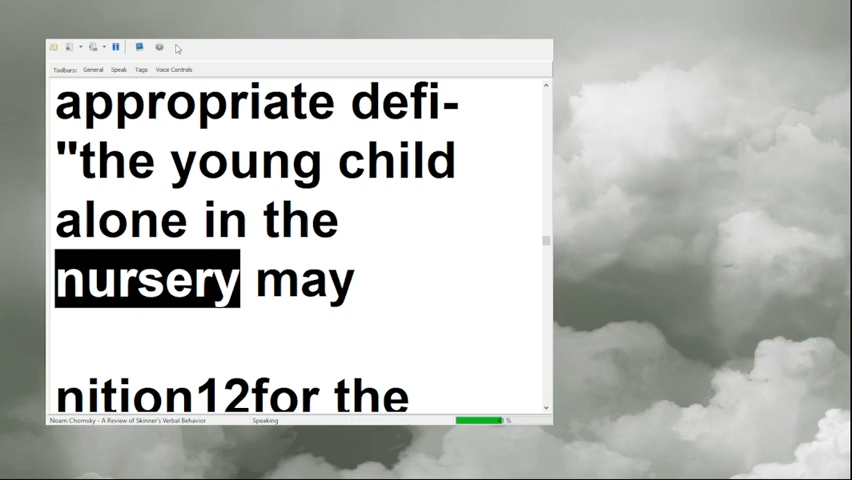 Toolbars: General Speak Tags Voice Controls
appropriate defi-
"the young child
alone in the
nursery may
nition12for the
Noam Chomsky - A Review of Skinner's Verbal Behavior Speaking %